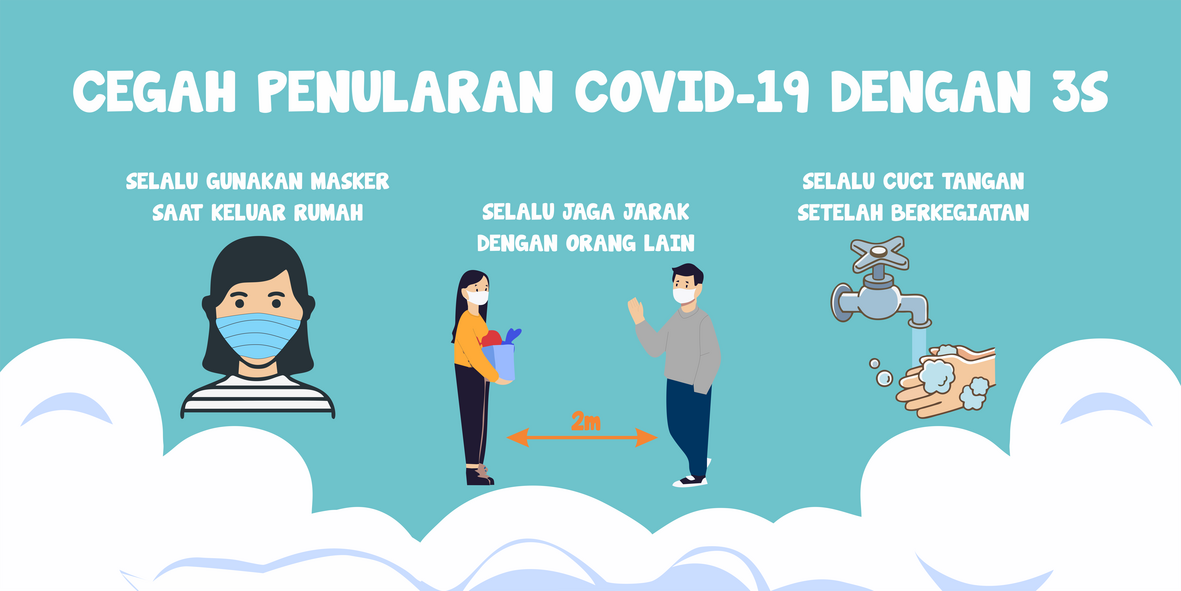 CEGAH PENULARAN COVID-19 DENGAN 3S
SELALU GUNAKAN MASKER
SAAT KELUAR RUMAH
SELALU JAGA JARAK
DENGAN ORANG LAIN
SELALU CUCI TANGAN
SETELAH BERKEGIATAN
2m